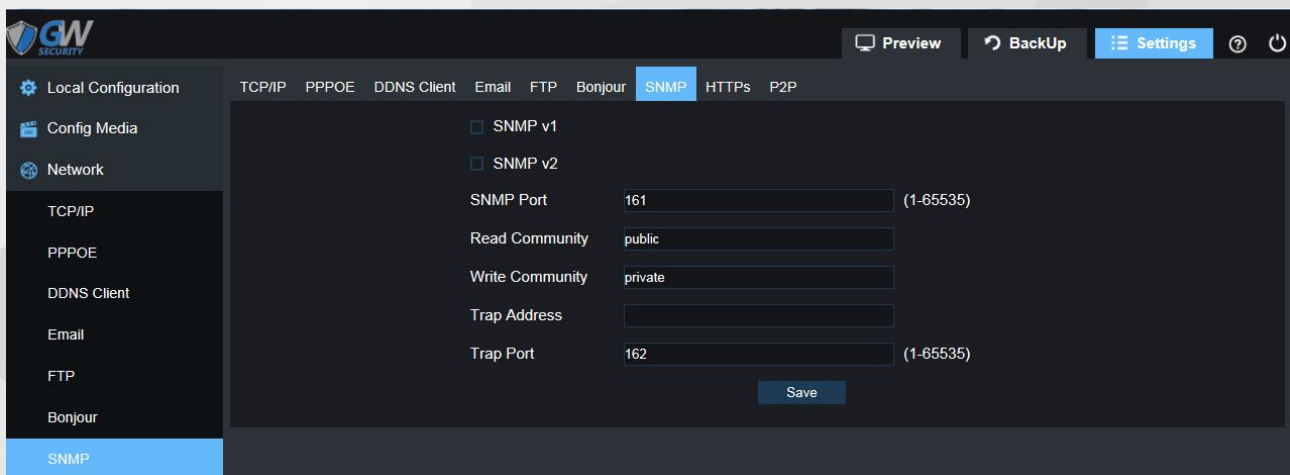 GW
SECURITY
Preview
BackUp
Settings
Local Configuration
Config Media
Network
TCP/IP
PPPOE
DDNS Client
Email
FTP
Bonjour
SNMP
TCP/IP PPPOE DDNS Client Email FTP Bonjour SNMP HTTPs P2P
SNMP v1
SNMP v2
SNMP Port 161 (1-65535)
Read Community public
Write Community private
Trap Address
Trap Port 162 (1-65535)
Save